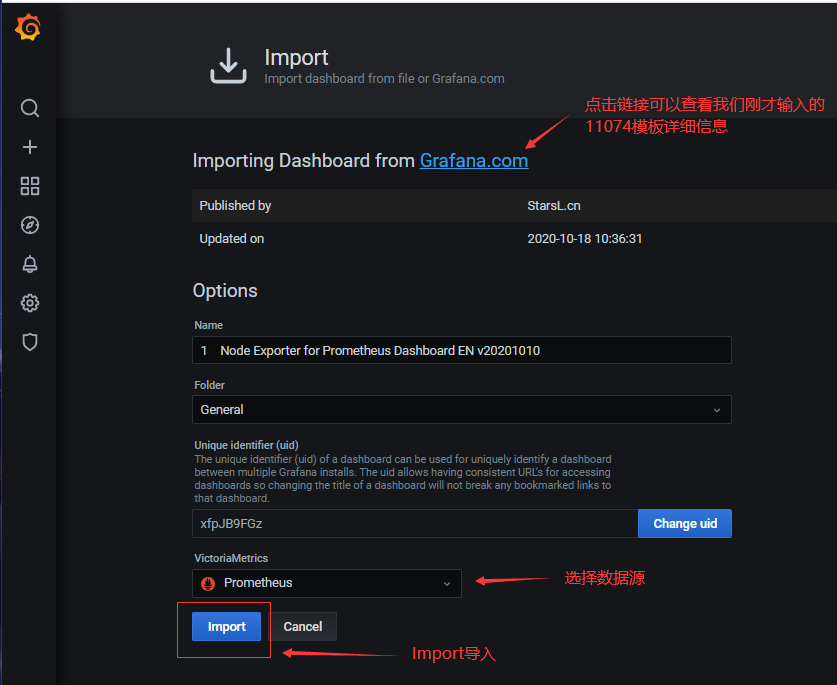 Import
Import dashboard from file or Grafana.com
点击链接可以查看我们刚才输入的
11074模板详细信息
Importing Dashboard from Grafana.com
Published by StarsL.cn
Updated on 2020-10-18 10:36:31
Options
Name
1 Node Exporter for Prometheus Dashboard EN v20201010
Folder
General
Unique identifier (uid)
The unique identifier (uid) of a dashboard can be used for uniquely identify a dashboard
between multiple Grafana installs. The uid allows having consistent URL's for accessing
dashboards so changing the title of a dashboard will not break any bookmarked links to
that dashboard.
xfpJB9FGz Change uid
VictoriaMetrics
Prometheus 选择数据源
Import Cancel
Import导入